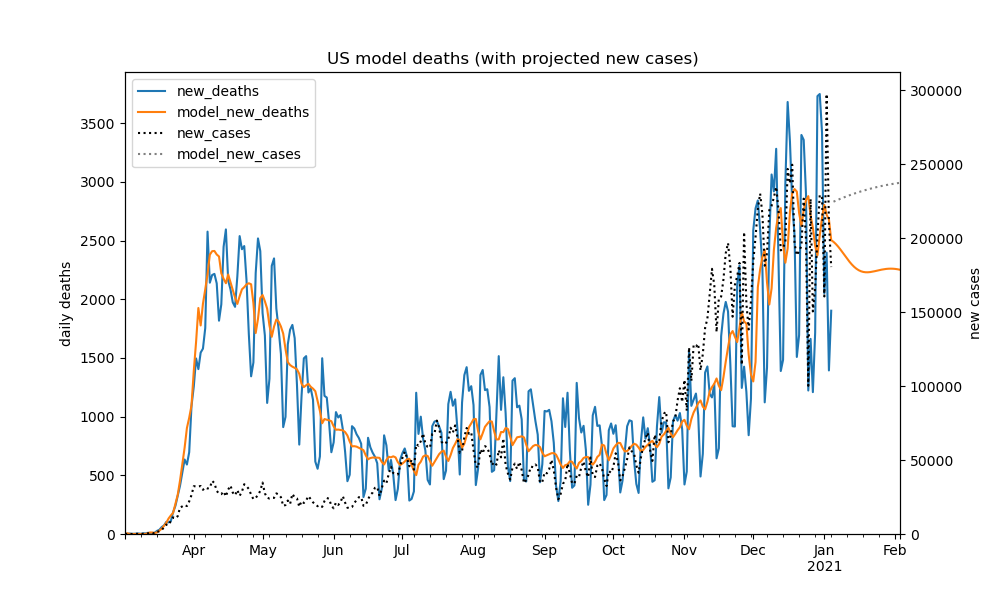 US model deaths (with projected new cases)
new_deaths
model_new_deaths
new_cases
model_new_cases
daily deaths
3500
3000
2500
2000
1500
1000
500
0
300000
250000
200000
150000
100000
50000
0
new cases
Apr May Jun Jul Aug Sep Oct Nov Dec Jan Feb
2021